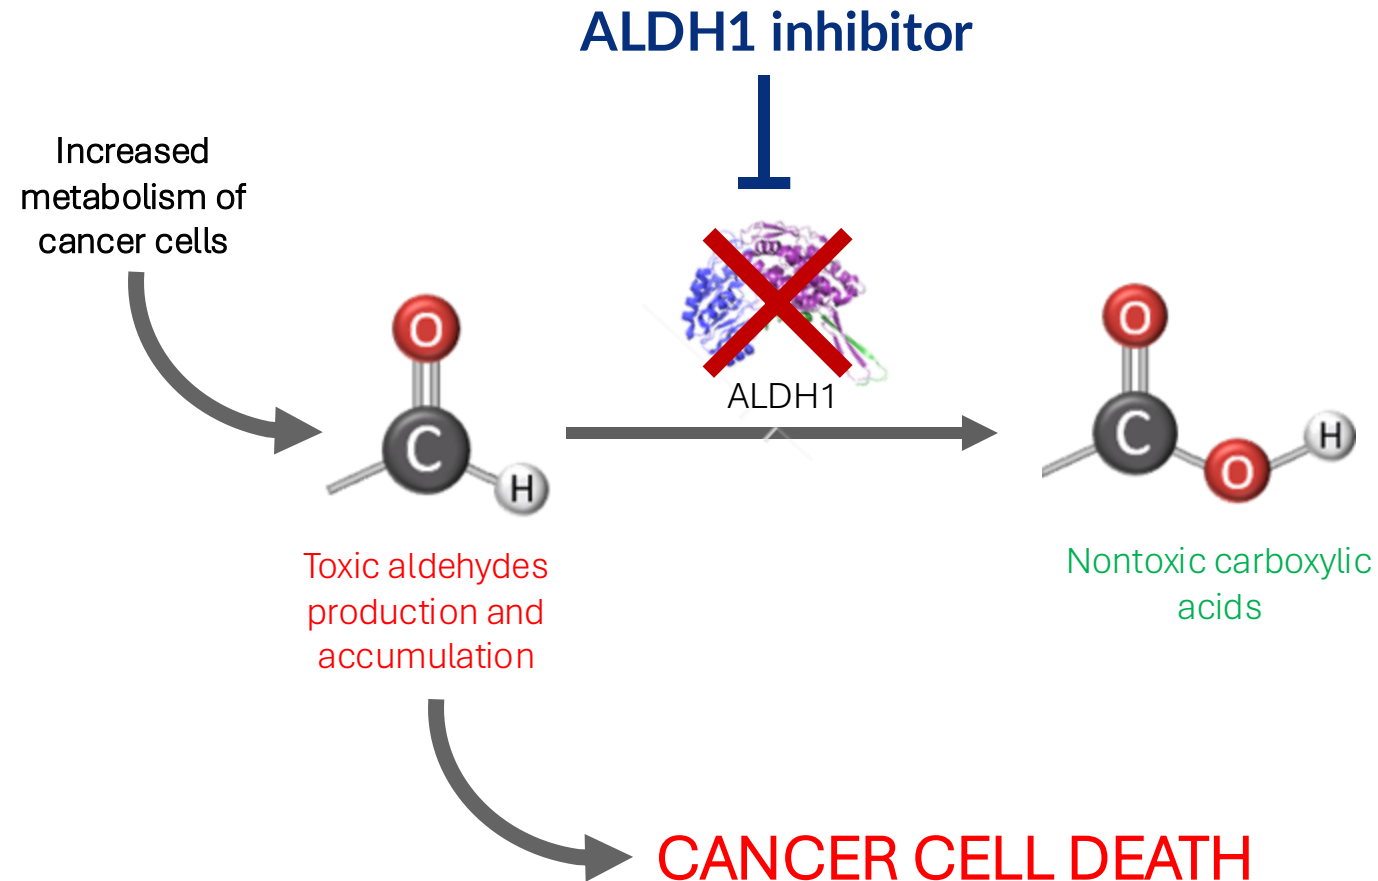 ALDH1 inhibitor
Increased
metabolism of
cancer cells
O
C
H
ALDH1
O
C
O
H
Toxic aldehydes
production and
accumulation
Nontoxic carboxylic
acids
CANCER CELL DEATH